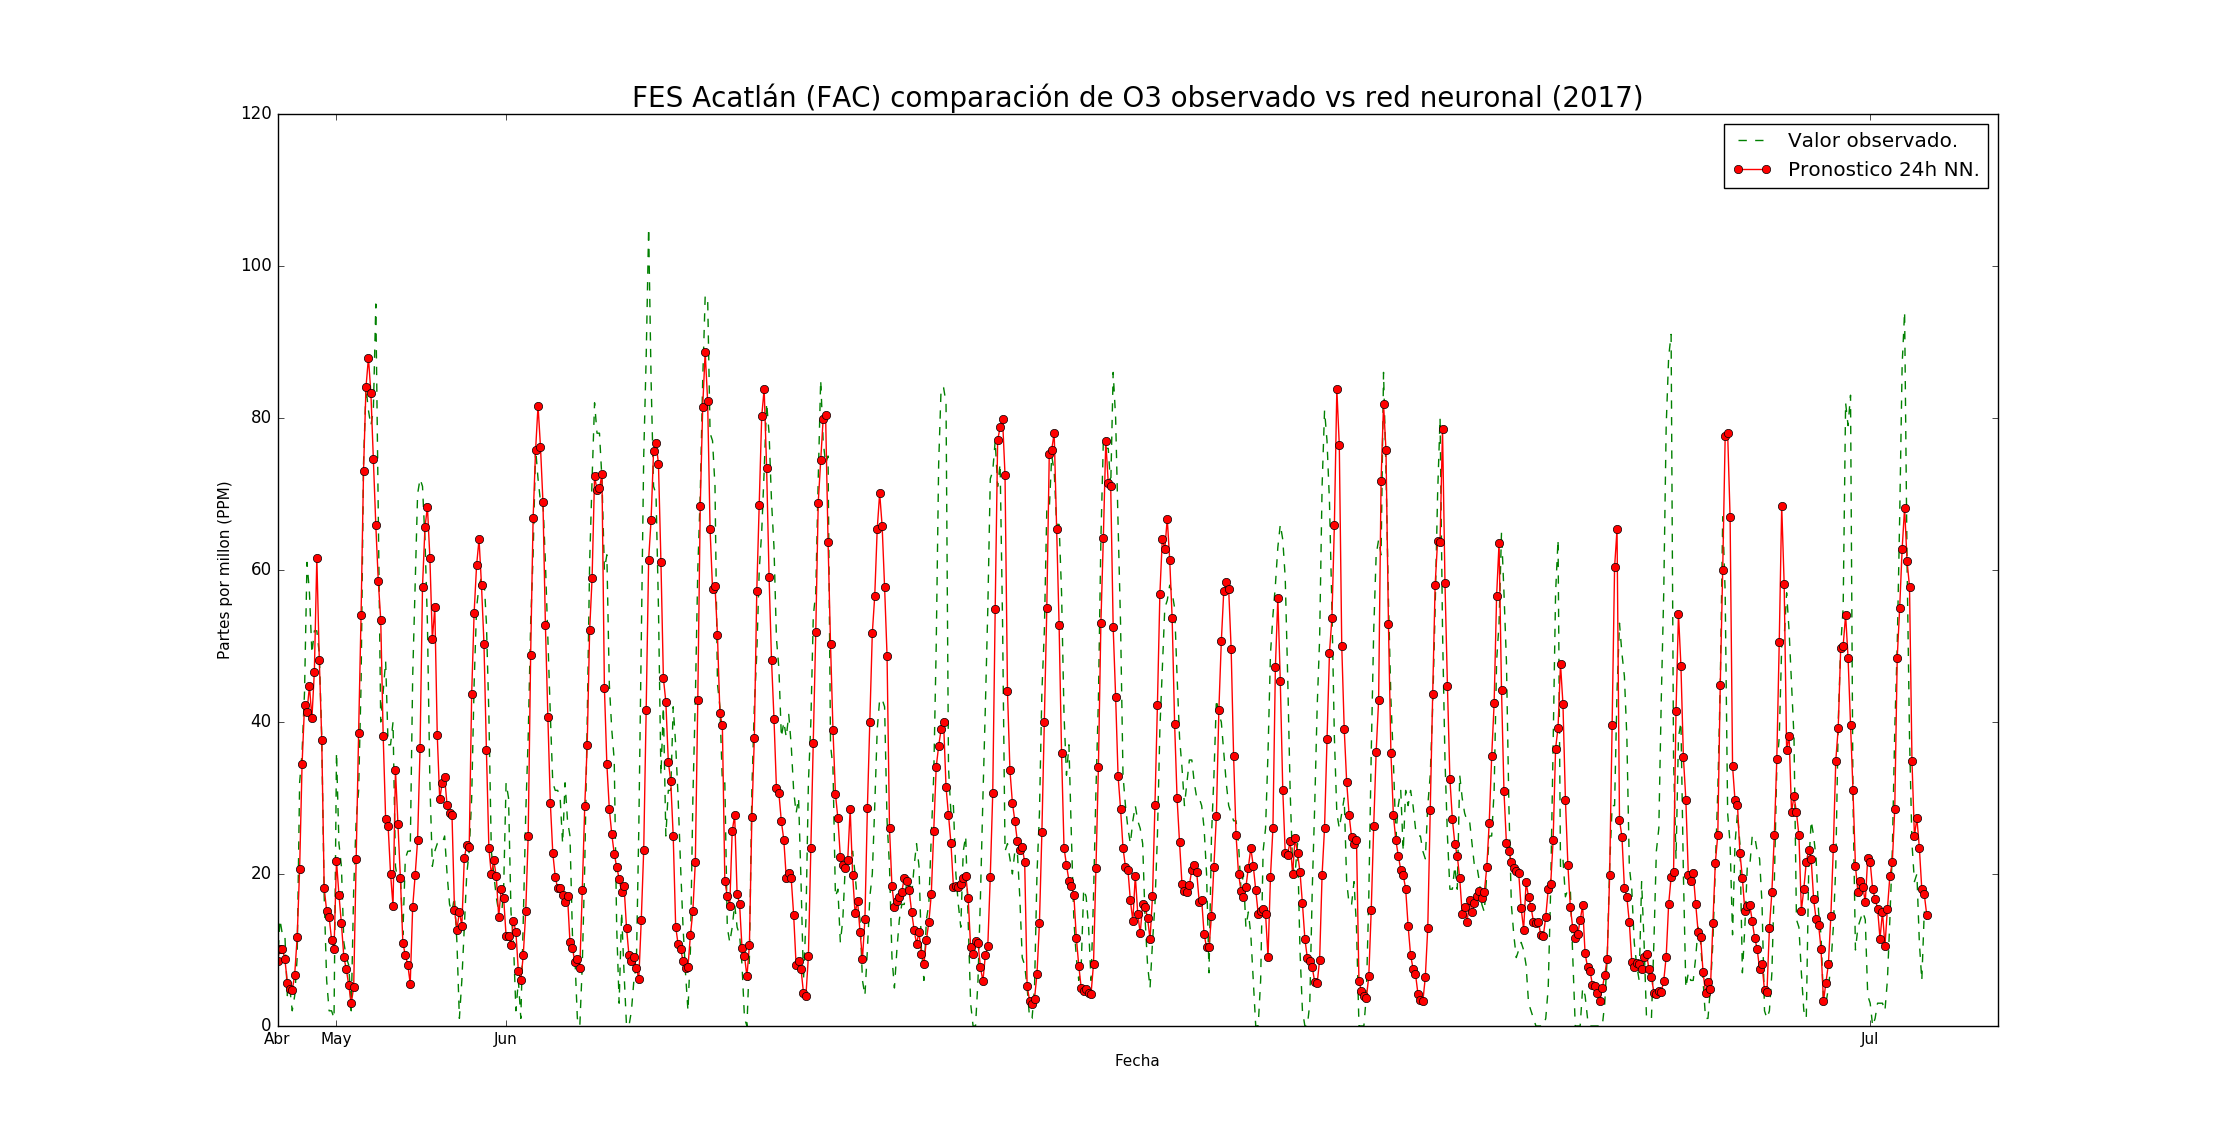 FES Acatlán (FAC) comparación de O3 observado vs red neuronal (2017)
Valor observado.
Pronostico 24h NN.
120
100
80
60
40
20
0
Partes por millon (PPM)
Abr May Jun Jul
Fecha